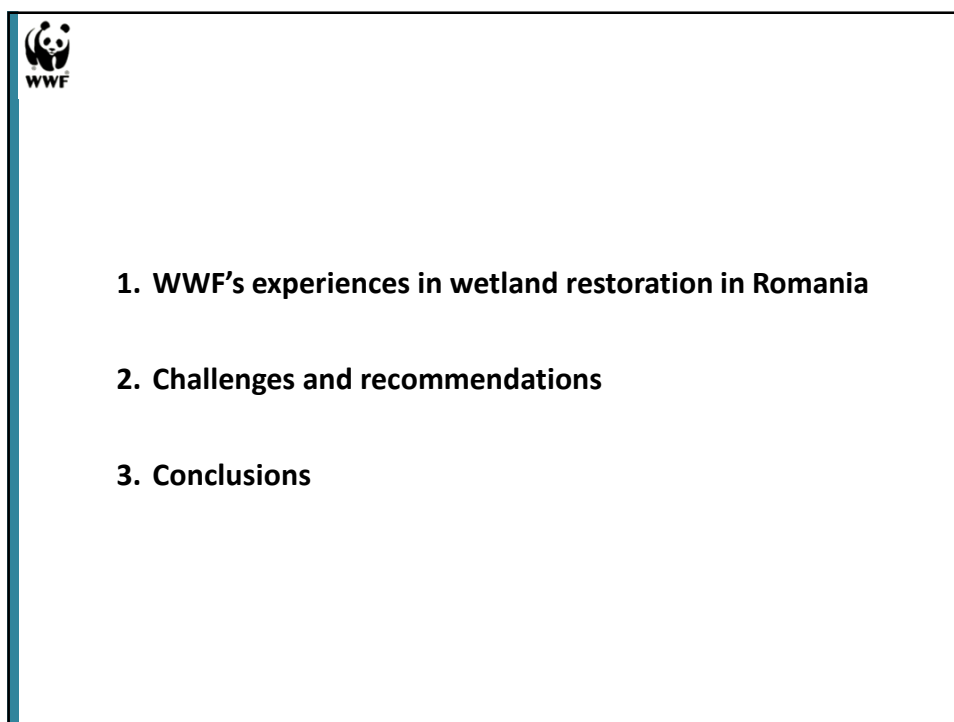 WWF
1. WWF’s experiences in wetland restoration in Romania
2. Challenges and recommendations
3. Conclusions